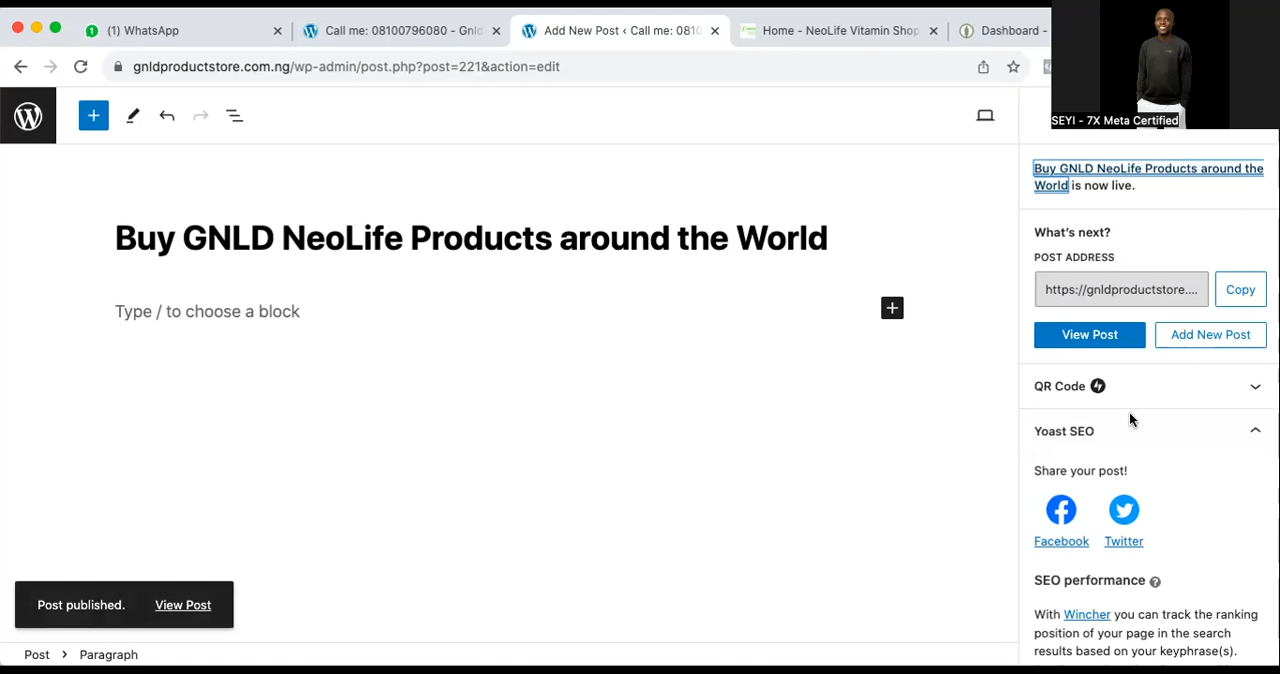 (1) WhatsApp
Call me: 08100796080 - Gnld
Add New Post ‹ Call me: 0810
Home - NeoLife Vitamin Shop
Dashboard -
gnldproductstore.com.ng/wp-admin/post.php?post=221&action=edit
SEYI - 7X Meta Certified
Buy GNLD NeoLife Products around the World
Type / to choose a block
Buy GNLD NeoLife Products around the
World is now live.
What's next?
POST ADDRESS
https://gnldproductstore....
Copy
View Post
Add New Post
QR Code
Yoast SEO
Share your post!
Facebook
Twitter
SEO performance
With Wincher you can track the ranking
position of your page in the search
results based on your keyphrase(s).
Post published.
View Post
Post > Paragraph